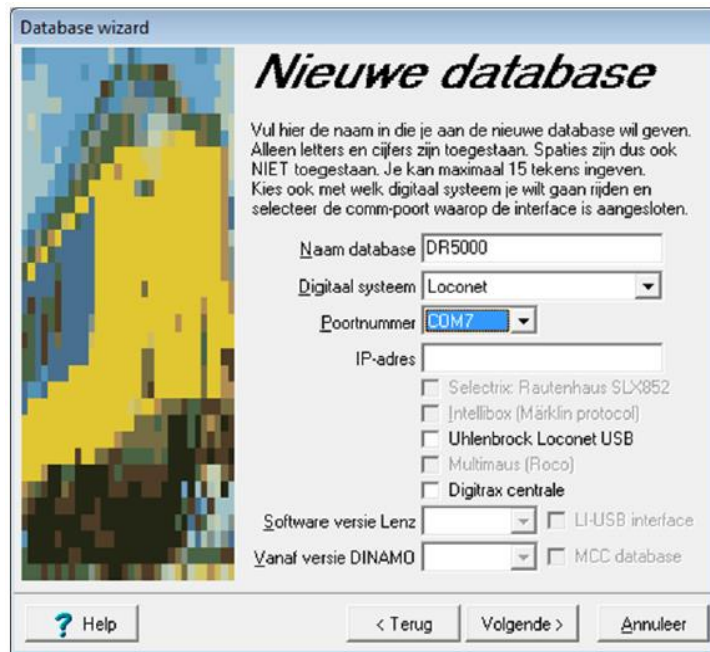 Database wizard
Nieuwe database
Vul hier de naam in die je aan de nieuwe database wil geven.
Alleen letters en cijfers zijn toegestaan. Spaties zijn dus ook
NIET toegestaan. Je kan maximaal 15 tekens ingeven.
Kies ook met welk digitaal systeem je wilt gaan rijden en
selecteer de comm-poort waarop de interface is aangesloten.
Naam database DR5000
Digitaal systeem Loconet
Poortnummer COM7
IP-adres
Selectrix: Rautenhaus SLX852
Intellibox (Märklin protocol)
Uhlenbrock Loconet USB
Multimaus (Roco)
Digitrax centrale
Software versie Lenz LI-USB interface
Vanaf versie DINAMO MCC database
? Help < Terug Volgende > Annuleer